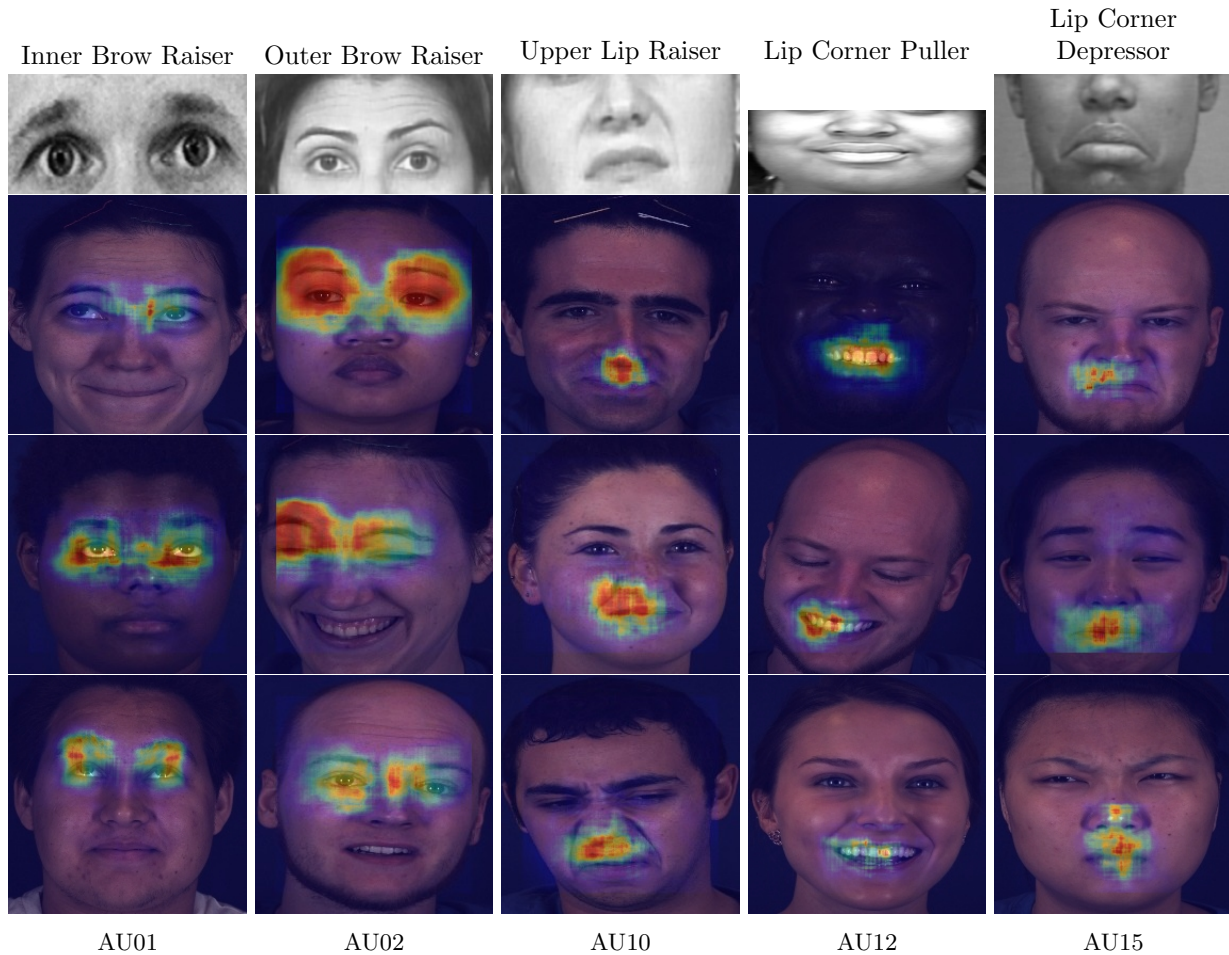 Inner Brow Raiser
Outer Brow Raiser
Upper Lip Raiser
Lip Corner Puller
Lip Corner
Depressor
AU01
AU02
AU10
AU12
AU15